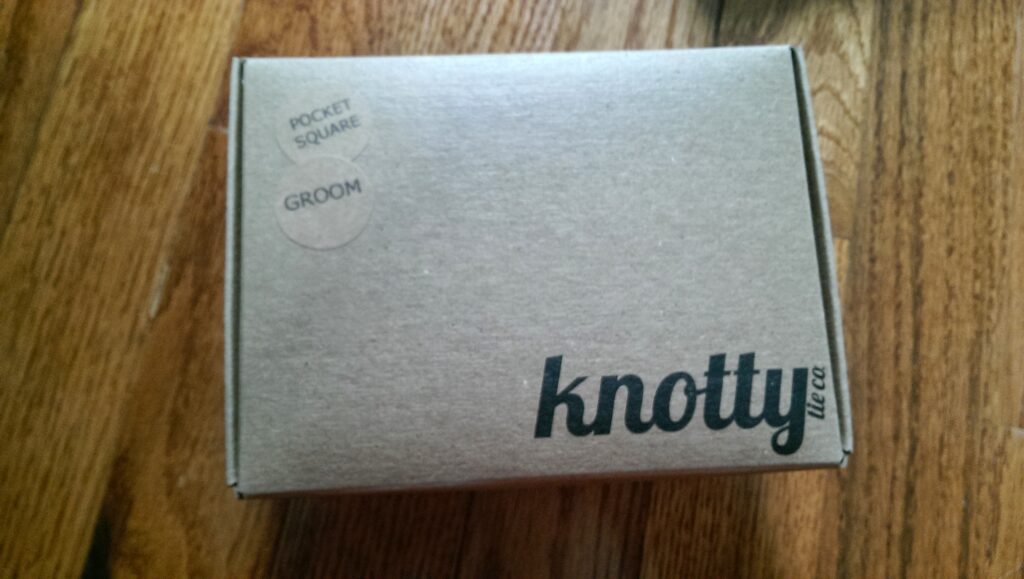 POCKET
SQUARE
GROOM
knotty
tie co.